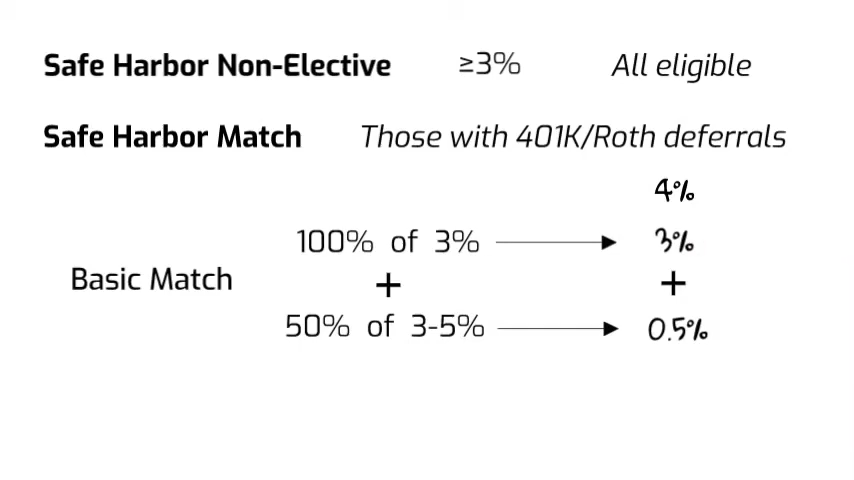 Safe Harbor Non-Elective ≥3% All eligible
Safe Harbor Match Those with 401K/Roth deferrals
4%
100% of 3% 3%
Basic Match + +
50% of 3-5% 0.5%